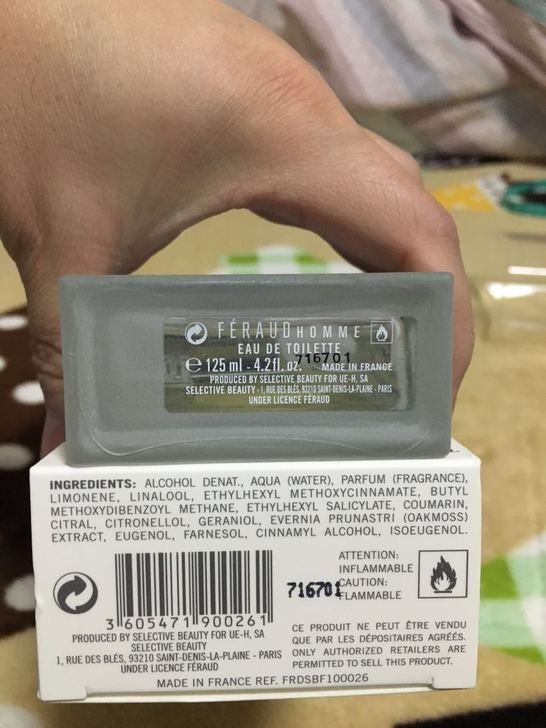 FÉRAUD HOMME
EAU DE TOILETTE
℮ 125 ml - 4.2fl. oz. 716701 MADE IN FRANCE
PRODUCED BY SELECTIVE BEAUTY FOR UE-H, SA
SELECTIVE BEAUTY - 1, RUE DES BLÉS, 93210 SAINT-DENIS-LA-PLAINE - PARIS
UNDER LICENCE FÉRAUD
INGREDIENTS: ALCOHOL DENAT., AQUA (WATER), PARFUM (FRAGRANCE),
LIMONENE, LINALOOL, ETHYLHEXYL METHOXYCINNAMATE, BUTYL
METHOXYDIBENZOYL METHANE, ETHYLHEXYL SALICYLATE, COUMARIN,
CITRAL, CITRONELLOL, GERANIOL, EVERNIA PRUNASTRI (OAKMOSS)
EXTRACT, EUGENOL, FARNESOL, CINNAMYL ALCOHOL, ISOEUGENOL.
3 605471 900261
PRODUCED BY SELECTIVE BEAUTY FOR UE-H, SA
SELECTIVE BEAUTY
1, RUE DES BLÉS, 93210 SAINT-DENIS-LA-PLAINE - PARIS
UNDER LICENCE FÉRAUD
ATTENTION:
INFLAMMABLE
716701 CAUTION:
FLAMMABLE
CE PRODUIT NE PEUT ÊTRE VENDU
QUE PAR LES DÉPOSITAIRES AGRÉÉS.
ONLY AUTHORIZED RETAILERS ARE
PERMITTED TO SELL THIS PRODUCT.
MADE IN FRANCE REF. FRDSBF100026